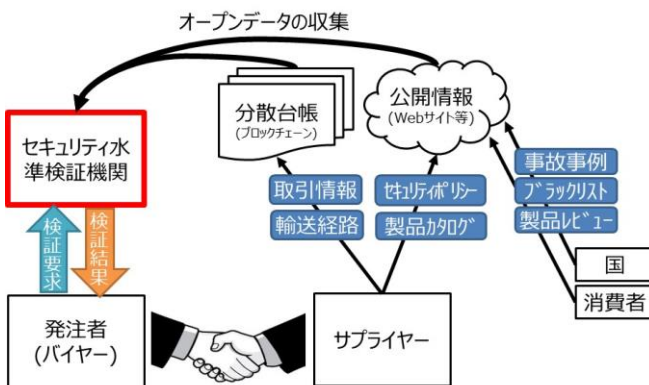 オープンデータの収集
分散台帳
(ブロックチェーン)
公開情報
(Webサイト等)
セキュリティ水
準検証機関
取引情報
輸送経路
セキュリティポリシー
製品カタログ
事故事例
ブラックリスト
製品レビュー
検証要求
検証結果
国
消費者
発注者
(バイヤー)
サプライヤー